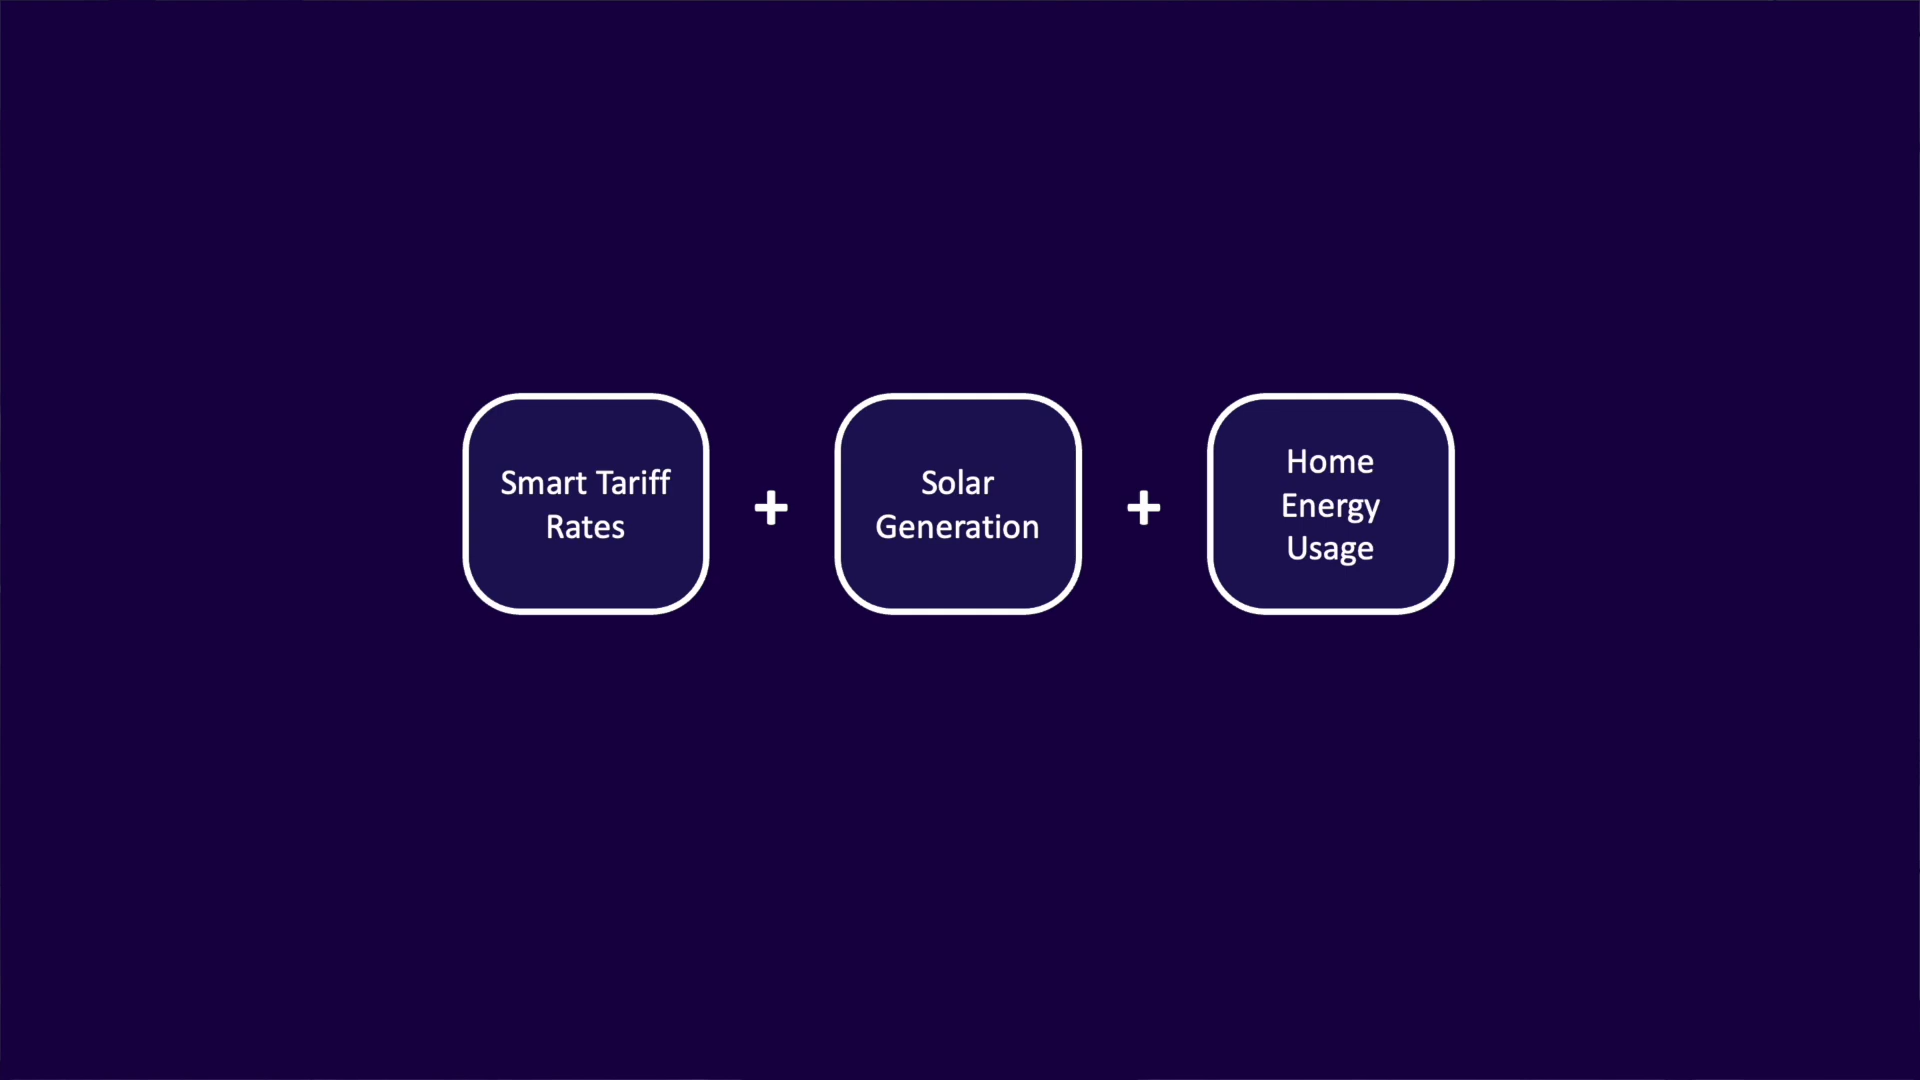 Smart Tariff
Rates
+
Solar
Generation
+
Home
Energy
Usage